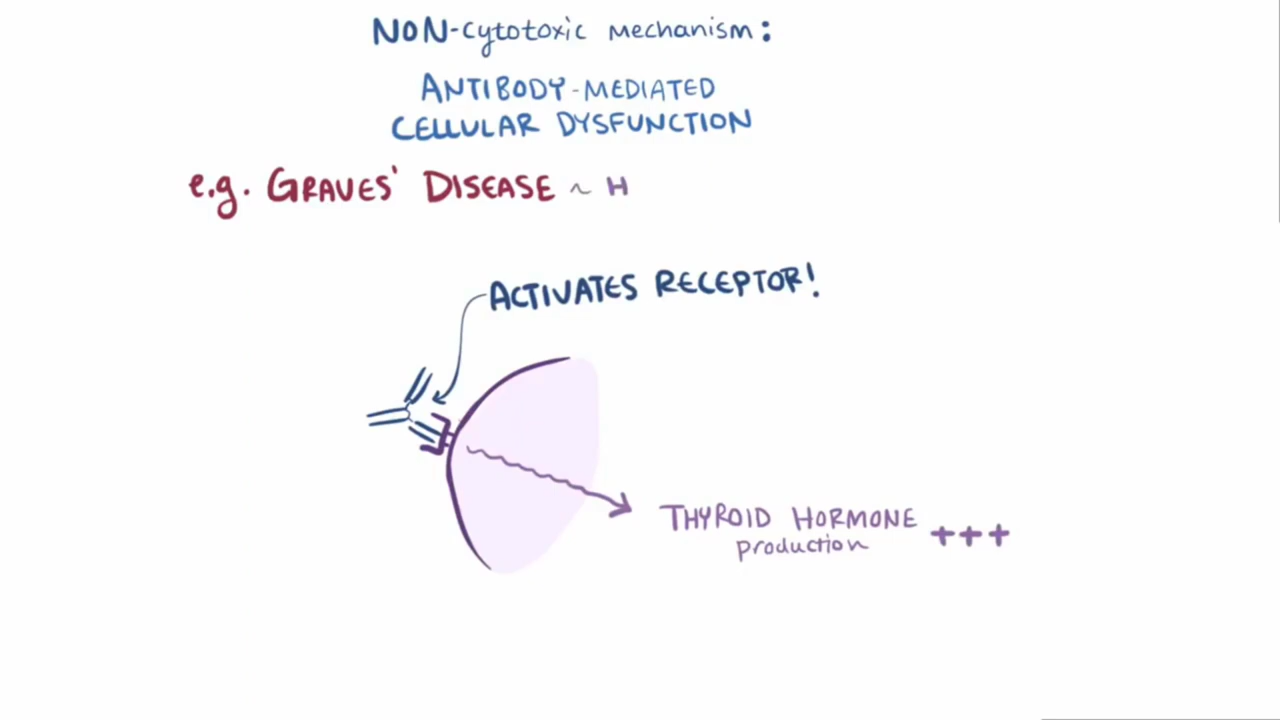 NON-cytotoxic mechanism:
ANTIBODY-MEDIATED
CELLULAR DYSFUNCTION
e.g. GRAVES' DISEASE ~ H
ACTIVATES RECEPTOR!
THYROID HORMONE
production +++